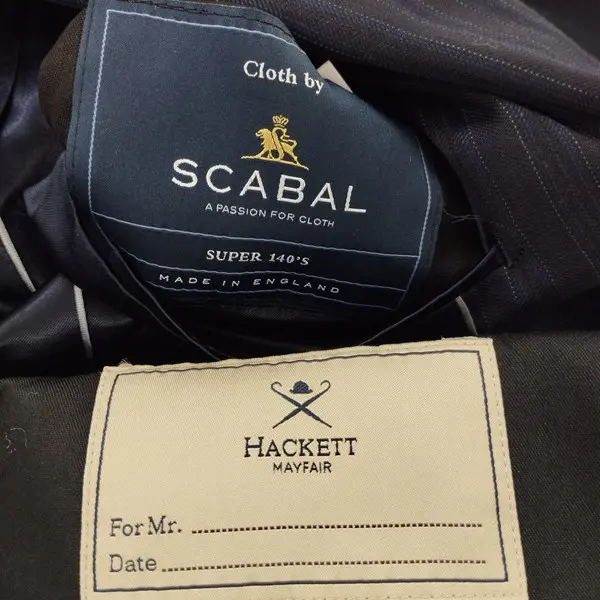 Cloth by
SCABAL
A PASSION FOR CLOTH
SUPER 140'S
MADE IN ENGLAND
HACKETT
MAYFAIR
For Mr. ........................
Date ........................